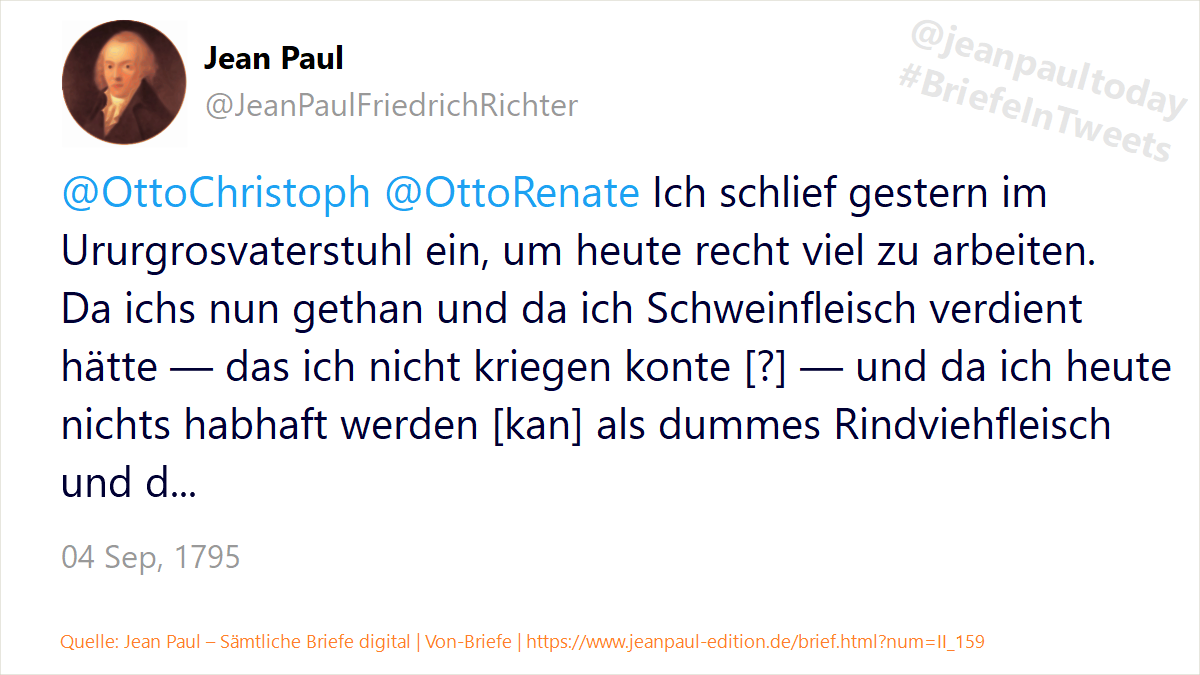 Jean Paul
@JeanPaulFriedrichRichter
@jeanpaultoday
#BriefeInTweets
@OttoChristoph @OttoRenate Ich schlief gestern im
Ururgrosvaterstuhl ein, um heute recht viel zu arbeiten.
Da ichs nun gethan und da ich Schweinfleisch verdient
hätte — das ich nicht kriegen konte [?] — und da ich heute
nichts habhaft werden [kan] als dummes Rindviehfleisch
und d...
04 Sep, 1795
Quelle: Jean Paul – Sämtliche Briefe digital | Von-Briefe | https://www.jeanpaul-edition.de/brief.html?num=II_159